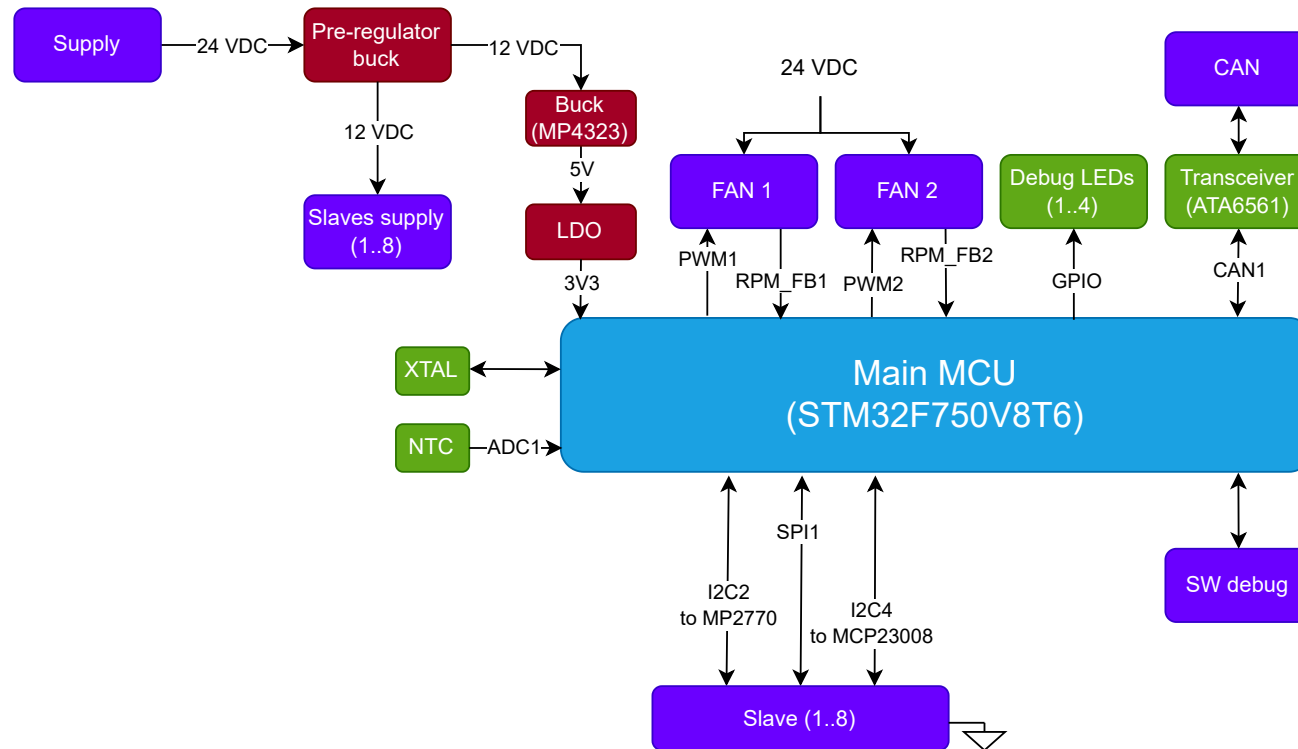 Supply
24 VDC
Pre-regulator
buck
12 VDC
12 VDC
Slaves supply
(1..8)
Buck
(MP4323)
5V
LDO
3V3
24 VDC
FAN 1
FAN 2
Debug LEDs
(1..4)
CAN
Transceiver
(ATA6561)
PWM1
RPM_FB1
PWM2
RPM_FB2
GPIO
CAN1
XTAL
NTC
ADC1
Main MCU
(STM32F750V8T6)
I2C2
to MP2770
SPI1
I2C4
to MCP23008
SW debug
Slave (1..8)